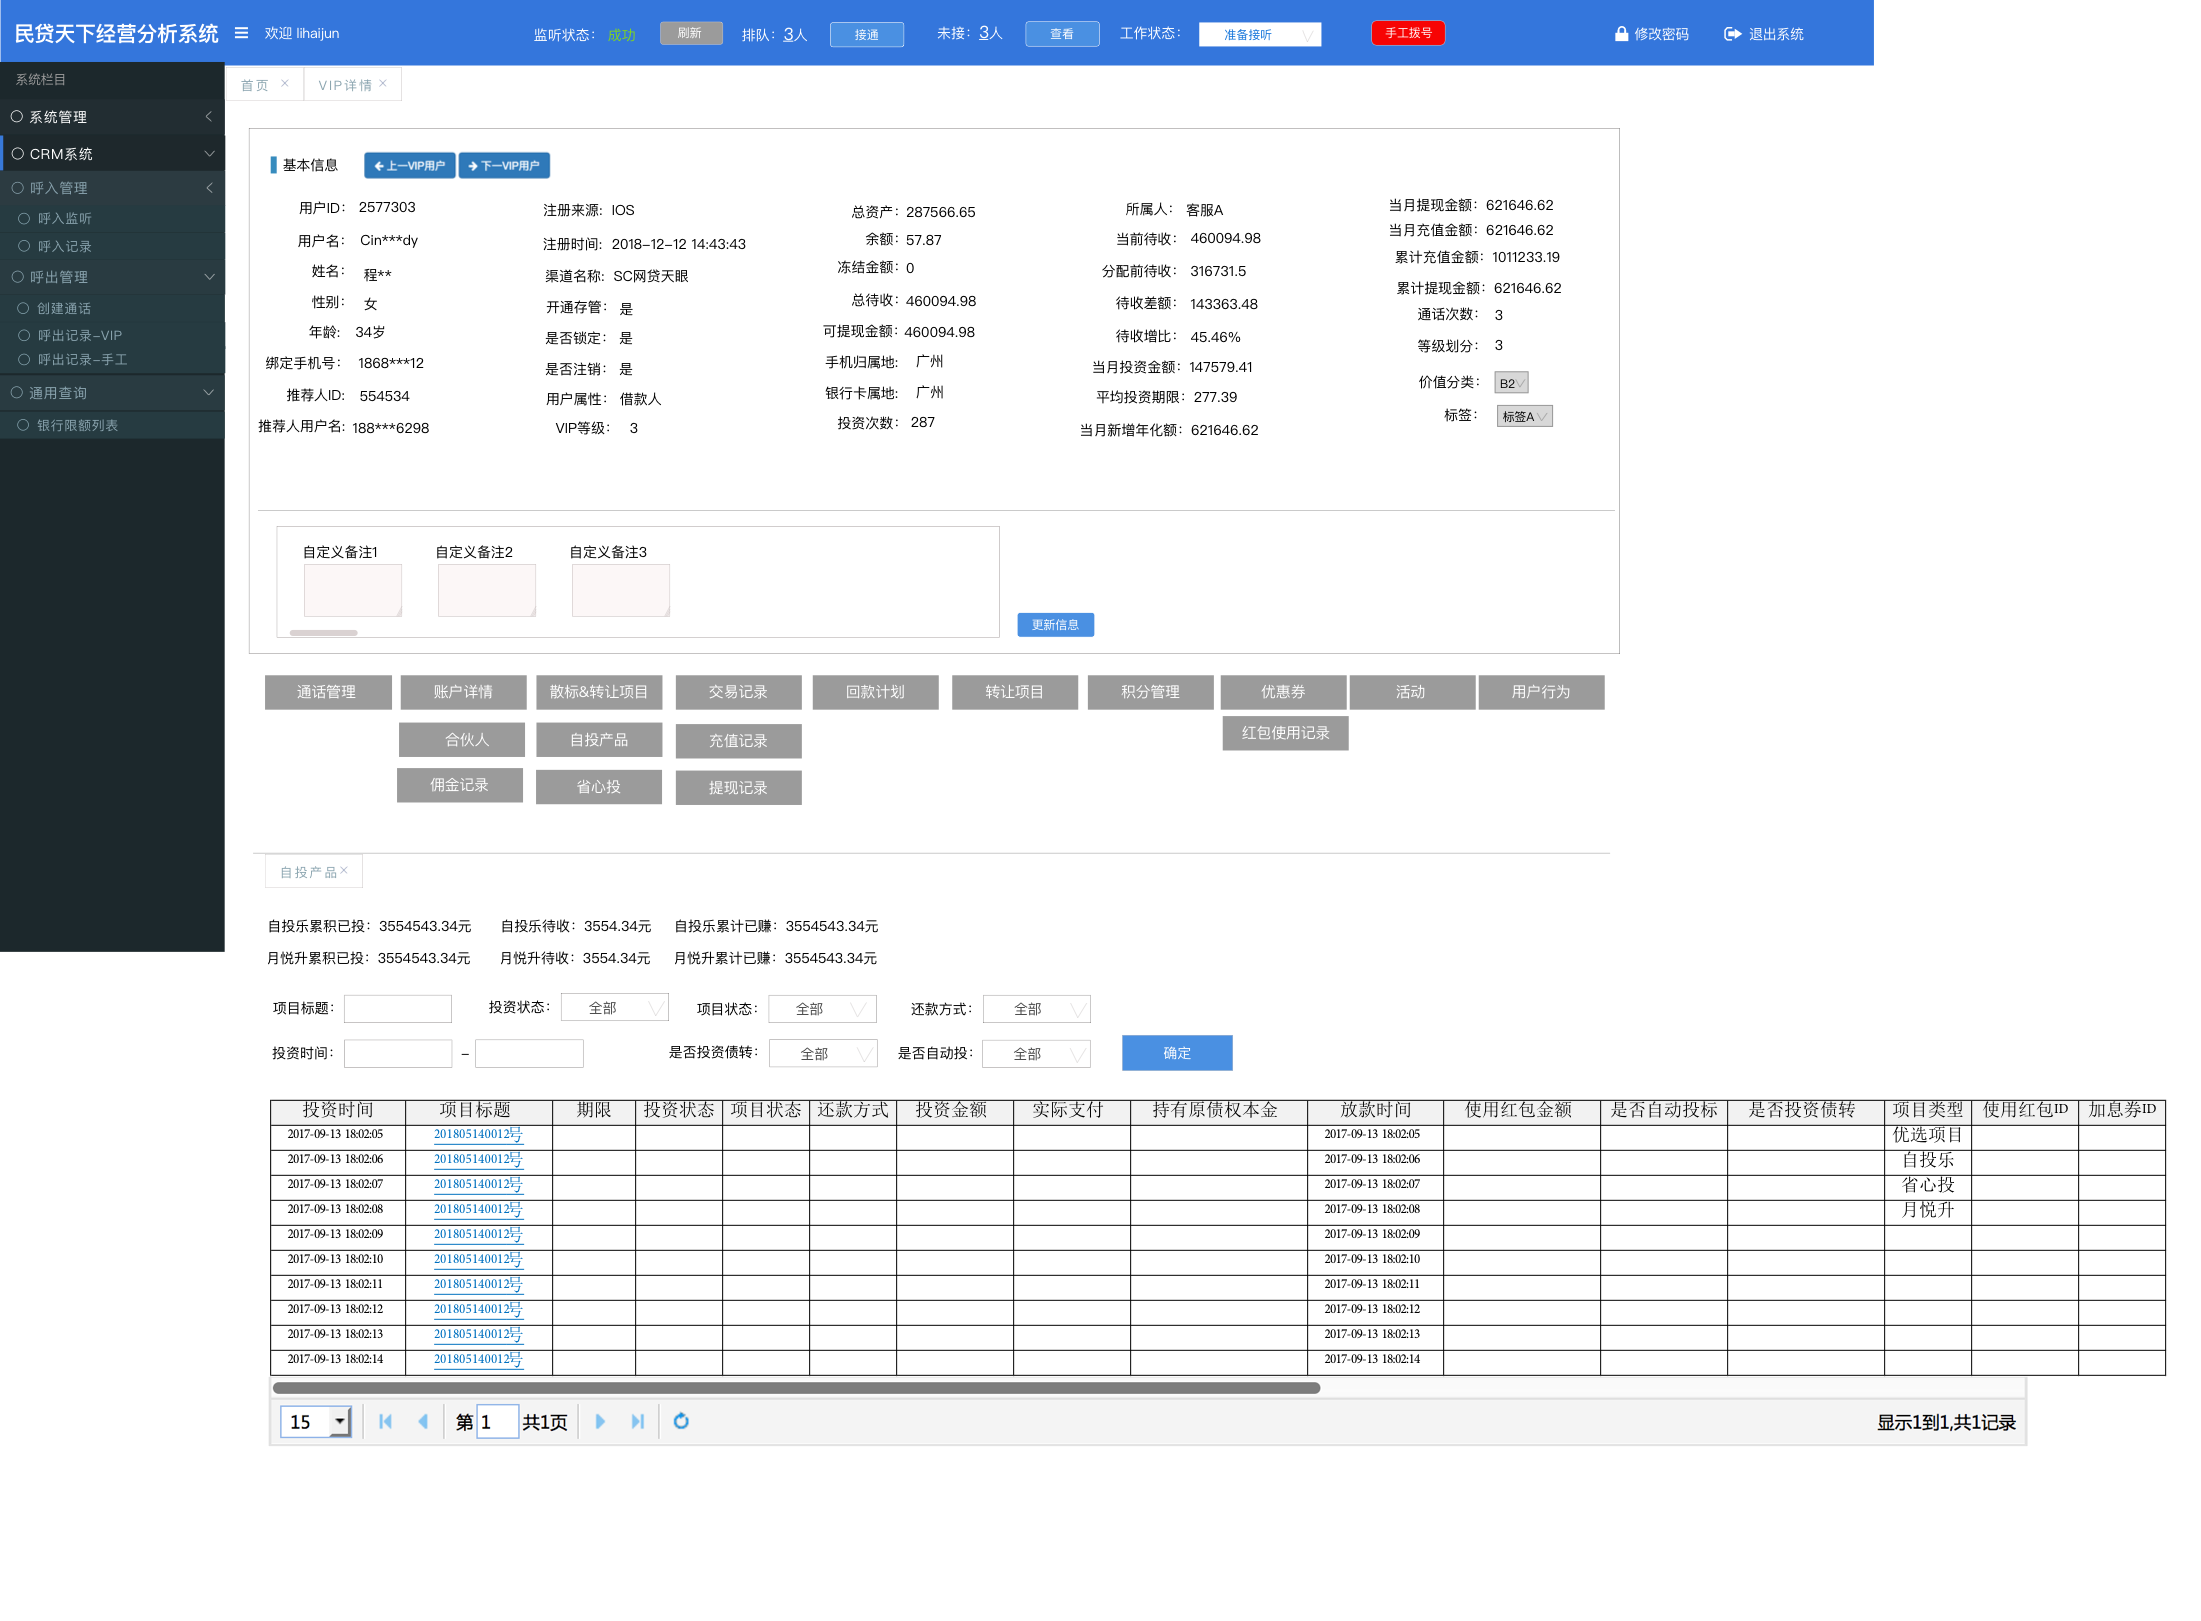 民贷天下经营分析系统 欢迎 lihaijun 监听状态： 成功 刷新 排队：3人 接通 未接：3人 查看 工作状态： 准备接听 手工拨号 修改密码 退出系统
系统栏目
系统管理
CRM系统
呼入管理
呼入监听
呼入记录
呼出管理
创建通话
呼出记录-VIP
呼出记录-手工
通用查询
银行限额列表
首页 × VIP详情 ×
基本信息 上一VIP用户 下一VIP用户
用户ID： 2577303
用户名： Cin***dy
姓名： 程**
性别： 女
年龄： 34岁
绑定手机号： 1868***12
推荐人ID: 554534
推荐人用户名: 188***6298
注册来源: IOS
注册时间: 2018-12-12 14:43:43
渠道名称: SC网贷天眼
开通存管： 是
是否锁定： 是
是否注销： 是
用户属性： 借款人
VIP等级： 3
总资产：287566.65
余额：57.87
冻结金额：0
总待收：460094.98
可提现金额：460094.98
手机归属地: 广州
银行卡属地: 广州
投资次数： 287
所属人： 客服A
当前待收： 460094.98
分配前待收： 316731.5
待收差额： 143363.48
待收增比： 45.46%
当月投资金额：147579.41
平均投资期限：277.39
当月新增年化额：621646.62
当月提现金额：621646.62
当月充值金额：621646.62
累计充值金额：1011233.19
累计提现金额：621646.62
通话次数： 3
等级划分： 3
价值分类： B2
标签： 标签A
自定义备注1 自定义备注2 自定义备注3
更新信息
通话管理 账户详情 散标&转让项目 交易记录 回款计划 转让项目 积分管理 优惠券 活动 用户行为
合伙人 自投产品 充值记录 红包使用记录
佣金记录 省心投 提现记录
自投产品×
自投乐累积已投：3554543.34元 自投乐待收：3554.34元 自投乐累计已赚：3554543.34元
月悦升累积已投：3554543.34元 月悦升待收：3554.34元 月悦升累计已赚：3554543.34元
项目标题： 投资状态： 全部 项目状态： 全部 还款方式： 全部
投资时间： – 是否投资债转： 全部 是否自动投： 全部 确定
投资时间 项目标题 期限 投资状态 项目状态 还款方式 投资金额 实际支付 持有原债权本金 放款时间 使用红包金额 是否自动投标 是否投资债转 项目类型 使用红包ID 加息券ID
2017-09-13 18:02:05 201805140012号 2017-09-13 18:02:05 优选项目
2017-09-13 18:02:06 201805140012号 2017-09-13 18:02:06 自投乐
2017-09-13 18:02:07 201805140012号 2017-09-13 18:02:07 省心投
2017-09-13 18:02:08 201805140012号 2017-09-13 18:02:08 月悦升
2017-09-13 18:02:09 201805140012号 2017-09-13 18:02:09
2017-09-13 18:02:10 201805140012号 2017-09-13 18:02:10
2017-09-13 18:02:11 201805140012号 2017-09-13 18:02:11
2017-09-13 18:02:12 201805140012号 2017-09-13 18:02:12
2017-09-13 18:02:13 201805140012号 2017-09-13 18:02:13
2017-09-13 18:02:14 201805140012号 2017-09-13 18:02:14
15 第 1 共1页 显示1到1,共1记录